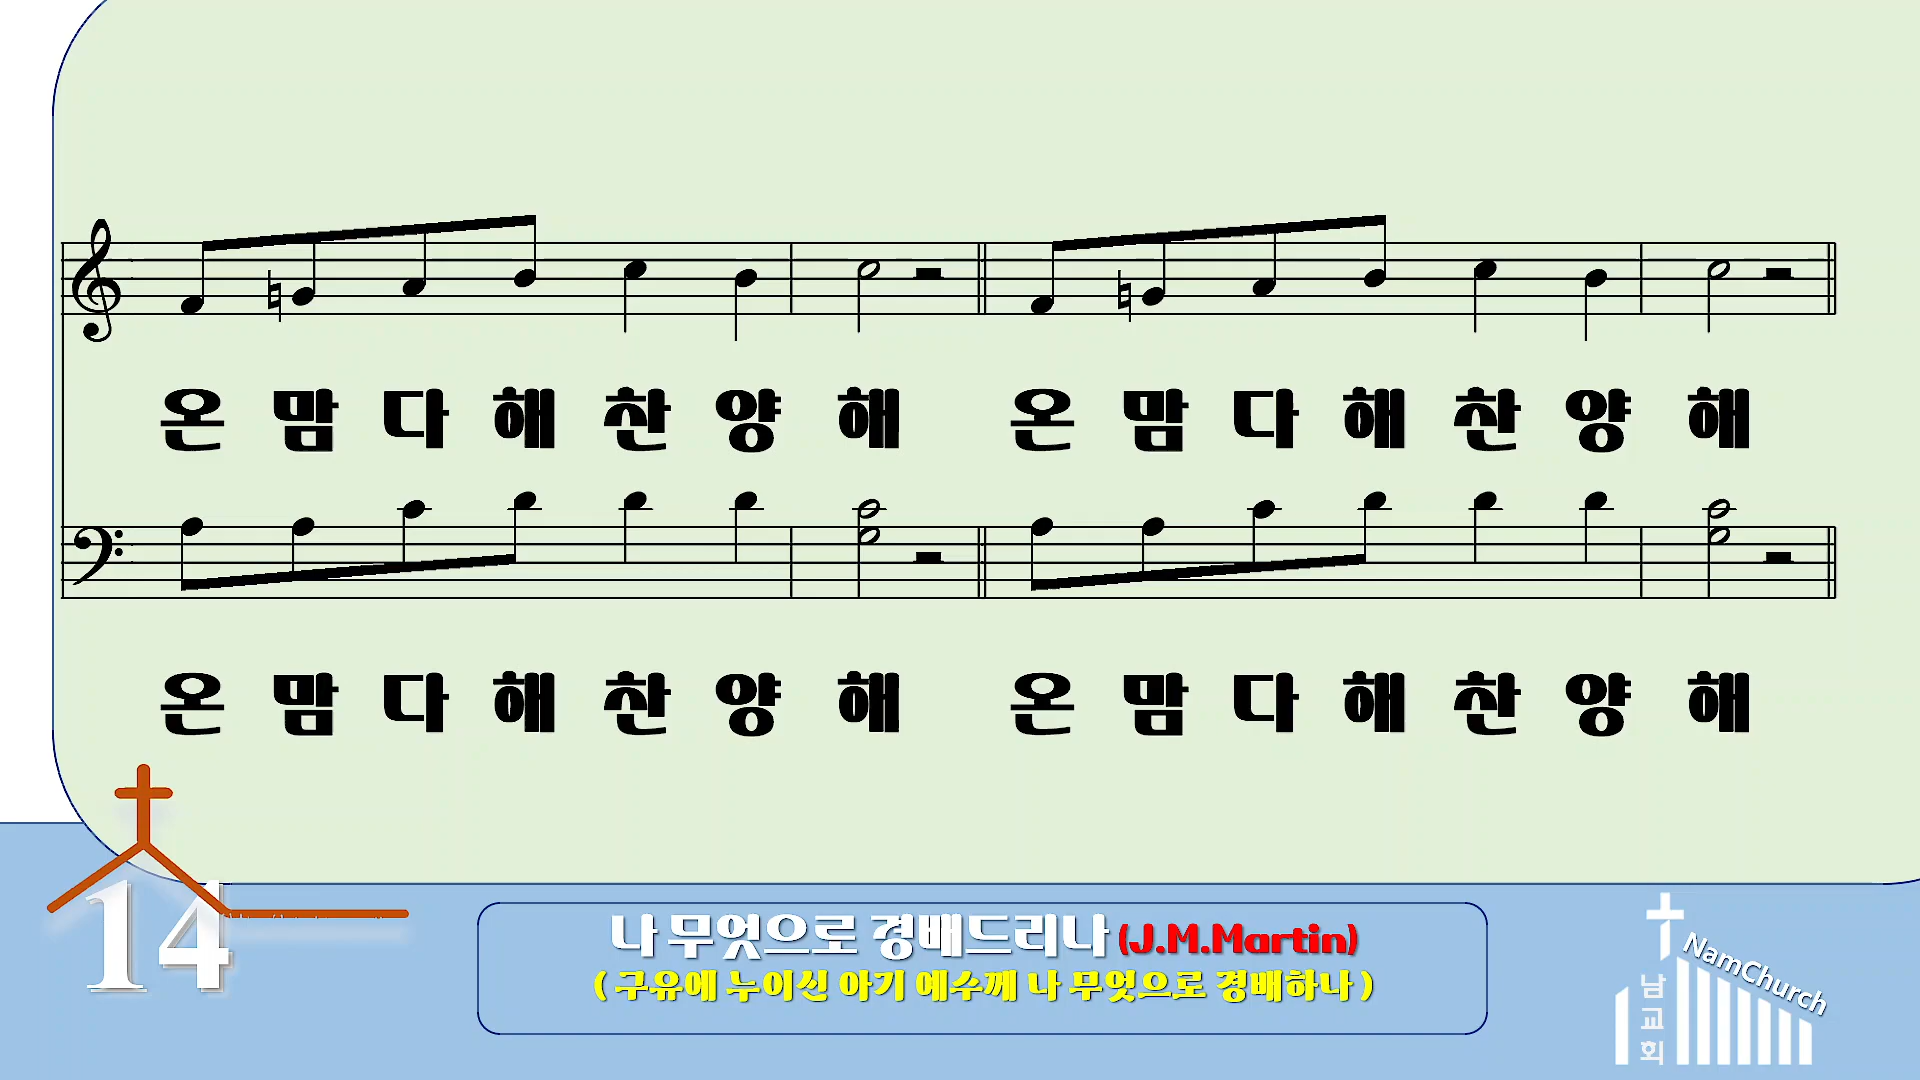 온 맘 다 해 찬 양 해 온 맘 다 해 찬 양 해
온 맘 다 해 찬 양 해 온 맘 다 해 찬 양 해
14
나 무엇으로 경배드리나 (J.M.Martin)
( 구유에 누이신 아기 예수께 나 무엇으로 경배하나 )
NamChurch
남교회